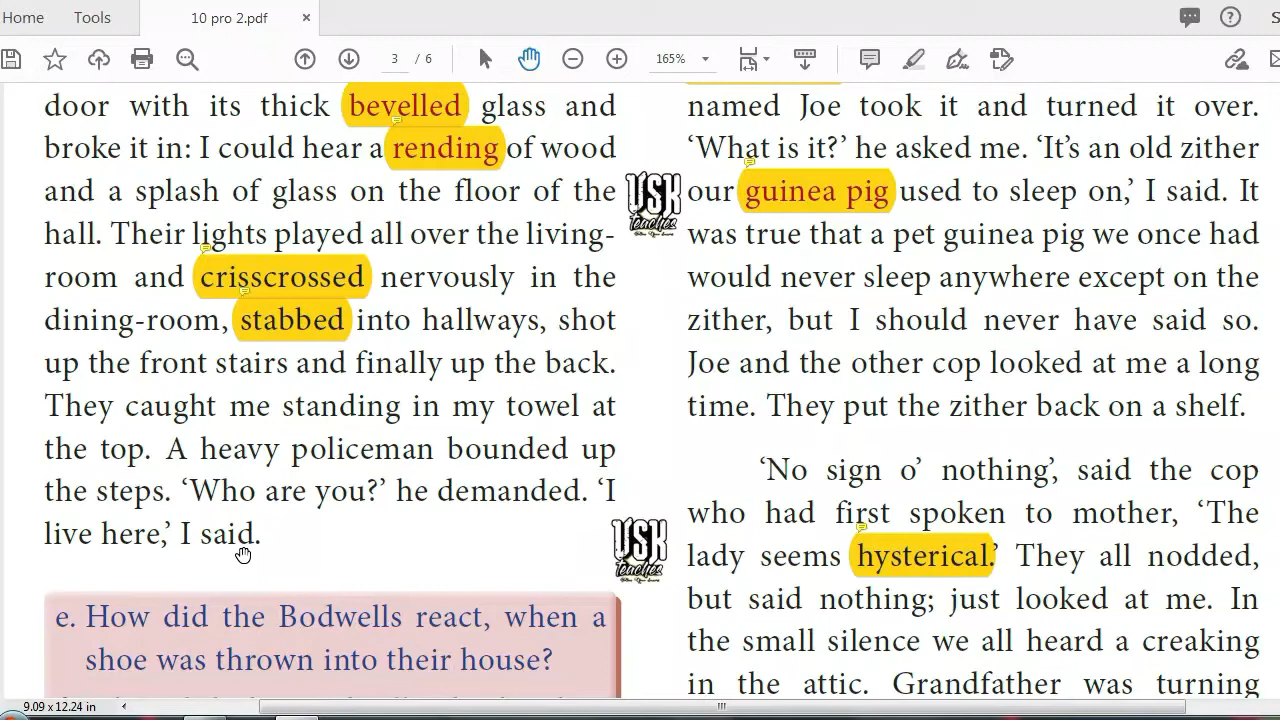 Home Tools 10 pro 2.pdf × S
3 / 6 165%
door with its thick bevelled glass and
broke it in: I could hear a rending of wood
and a splash of glass on the floor of the
hall. Their lights played all over the living-
room and crisscrossed nervously in the
dining-room, stabbed into hallways, shot
up the front stairs and finally up the back.
They caught me standing in my towel at
the top. A heavy policeman bounded up
the steps. ‘Who are you?’ he demanded. ‘I
live here,’ I said.
e. How did the Bodwells react, when a
shoe was thrown into their house?
VSK
Teaches
VSK
Teaches
named Joe took it and turned it over.
‘What is it?’ he asked me. ‘It’s an old zither
our guinea pig used to sleep on,’ I said. It
was true that a pet guinea pig we once had
would never sleep anywhere except on the
zither, but I should never have said so.
Joe and the other cop looked at me a long
time. They put the zither back on a shelf.
‘No sign o’ nothing’, said the cop
who had first spoken to mother, ‘The
lady seems hysterical.’ They all nodded,
but said nothing; just looked at me. In
the small silence we all heard a creaking
in the attic. Grandfather was turning
9.09 x 12.24 in